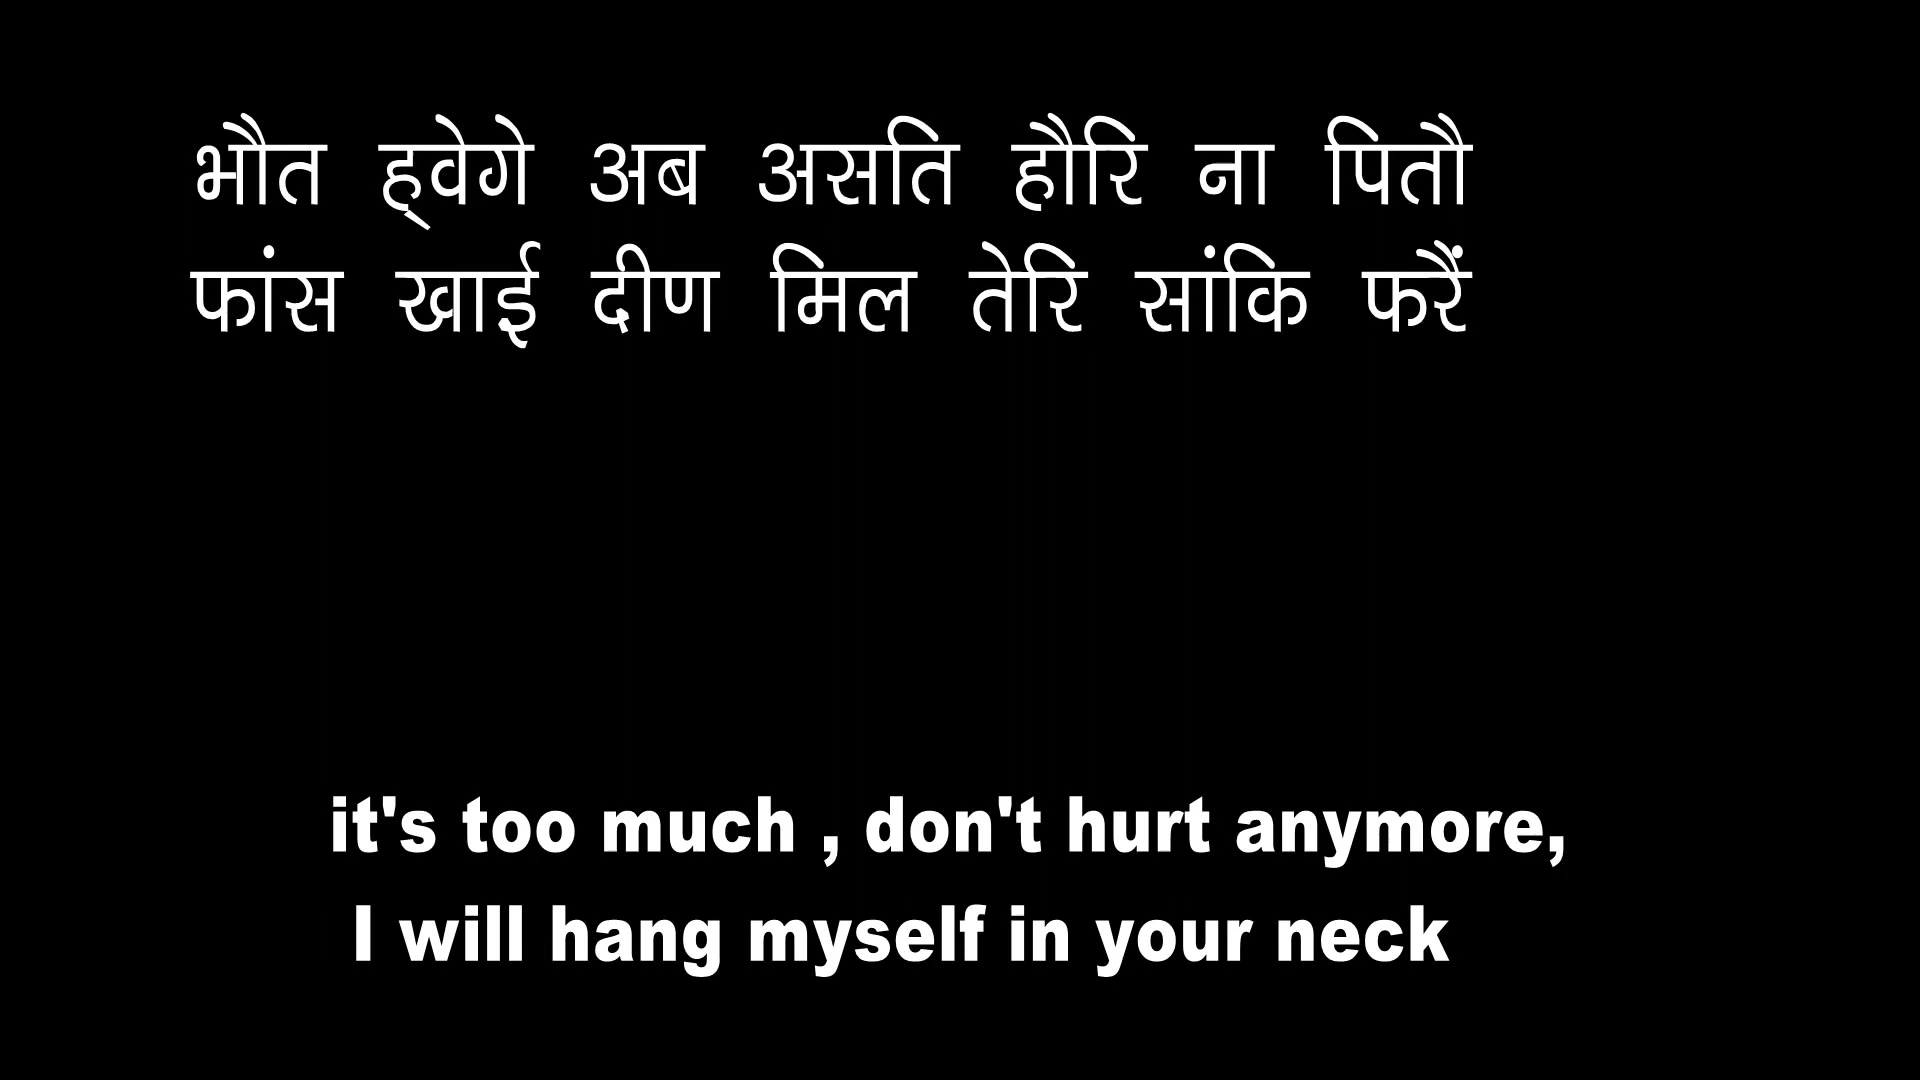 भौत ह्वेगे अब असति हौरि ना पितौ
फांस खाई दीण मिल तेरि सांकि फरैं
it's too much , don't hurt anymore,
I will hang myself in your neck